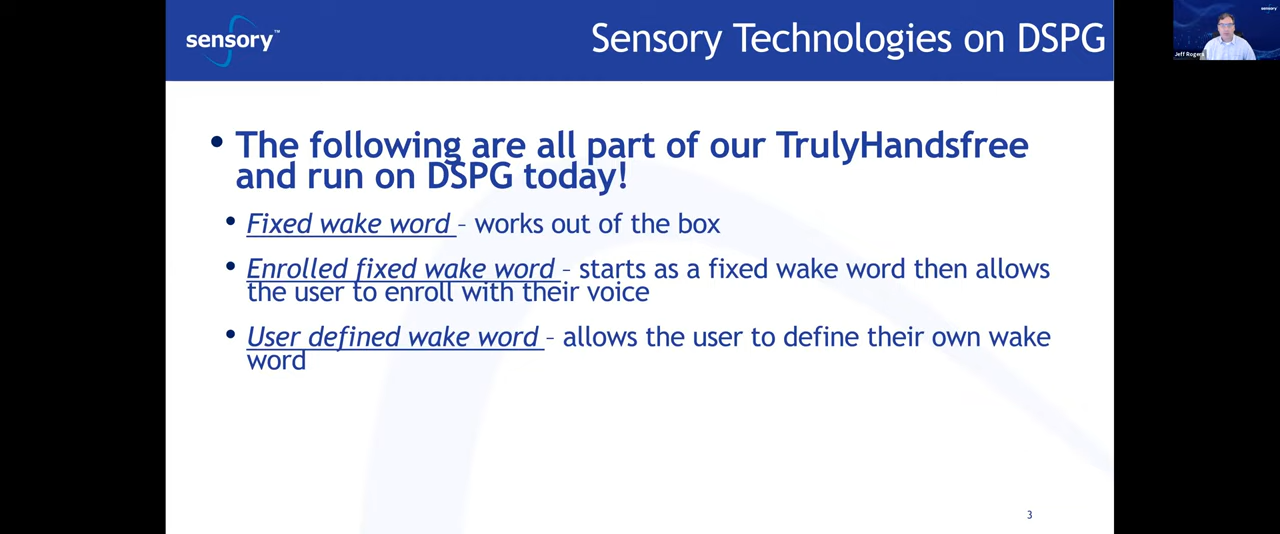 sensory™
Sensory Technologies on DSPG
sensory
Jeff Rogers
• The following are all part of our TrulyHandsfree
and run on DSPG today!
• Fixed wake word – works out of the box
• Enrolled fixed wake word – starts as a fixed wake word then allows
the user to enroll with their voice
• User defined wake word – allows the user to define their own wake
word
3